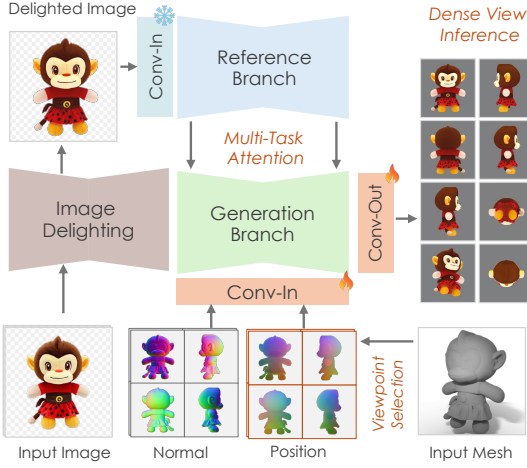 Delighted Image
Dense View
Inference
Conv-In
Reference
Branch
Multi-Task
Attention
Image
Delighting
Generation
Branch
Conv-Out
Conv-In
Viewpoint
Selection
Input Image
Normal
Position
Input Mesh